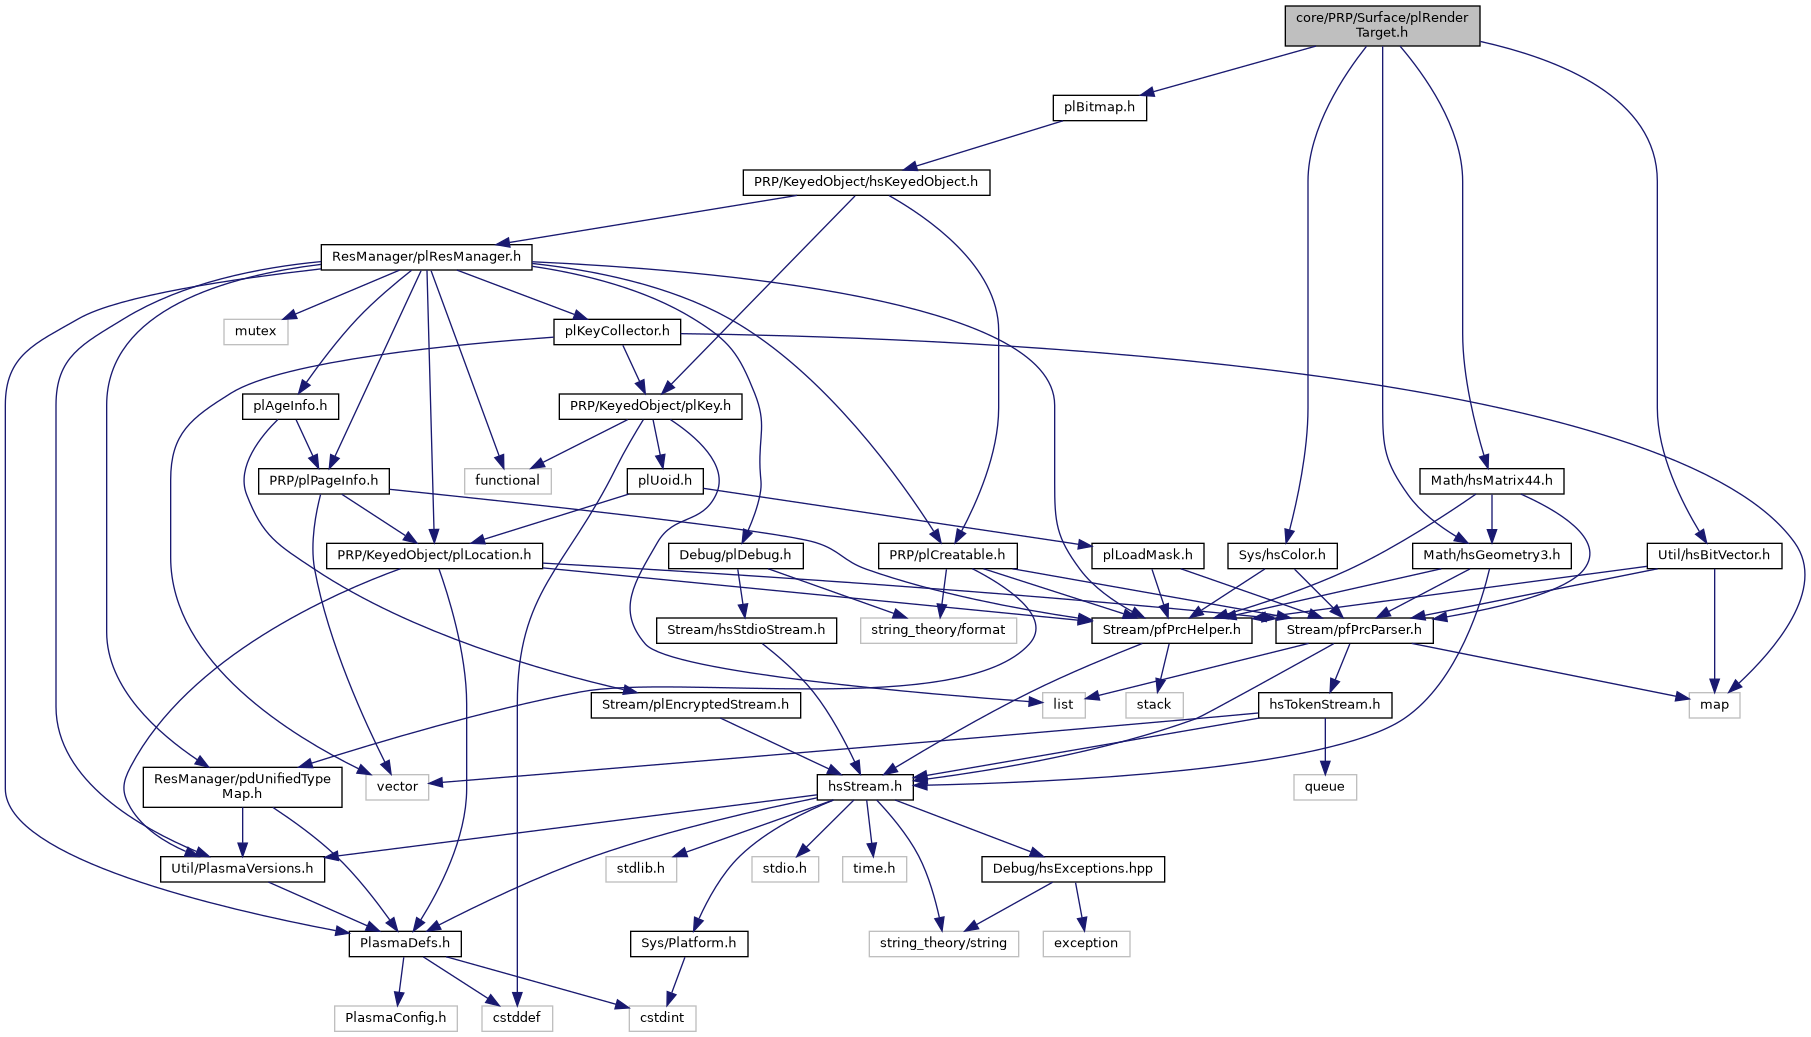 core/PRP/Surface/plRender
Target.h
plBitmap.h
PRP/KeyedObject/hsKeyedObject.h
ResManager/plResManager.h
mutex
plKeyCollector.h
plAgeInfo.h
PRP/KeyedObject/plKey.h
PRP/plPageInfo.h
functional
plUoid.h
Math/hsMatrix44.h
PRP/KeyedObject/plLocation.h
Debug/plDebug.h
PRP/plCreatable.h
plLoadMask.h
Sys/hsColor.h
Math/hsGeometry3.h
Util/hsBitVector.h
Stream/hsStdioStream.h
string_theory/format
Stream/pfPrcHelper.h
Stream/pfPrcParser.h
Stream/plEncryptedStream.h
list
stack
hsTokenStream.h
map
ResManager/pdUnifiedType
Map.h
vector
hsStream.h
queue
Util/PlasmaVersions.h
stdlib.h
stdio.h
time.h
Debug/hsExceptions.hpp
PlasmaDefs.h
Sys/Platform.h
string_theory/string
exception
PlasmaConfig.h
cstddef
cstdint